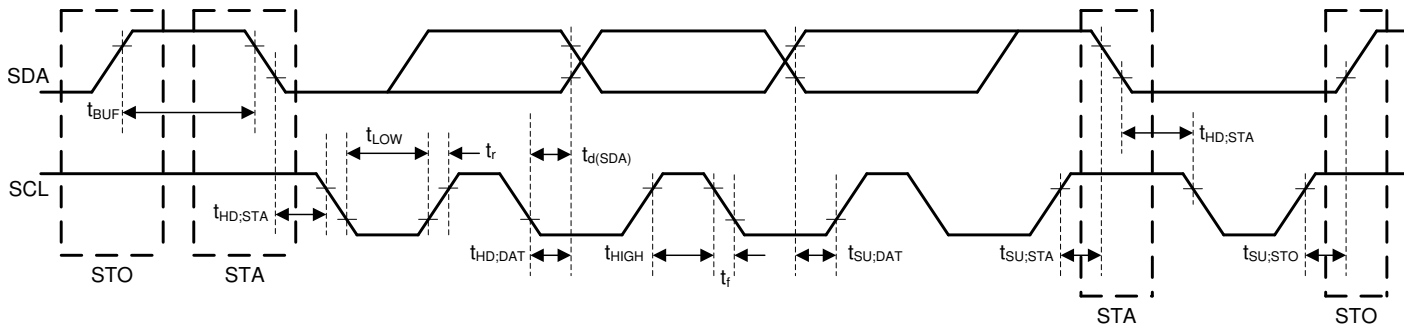 SDA
tBUF
tLOW
tr
td(SDA)
tHD;STA
SCL
tHD;STA
tHD;DAT
tHIGH
tf
tSU;DAT
tSU;STA
tSU;STO
STO
STA
STA
STO